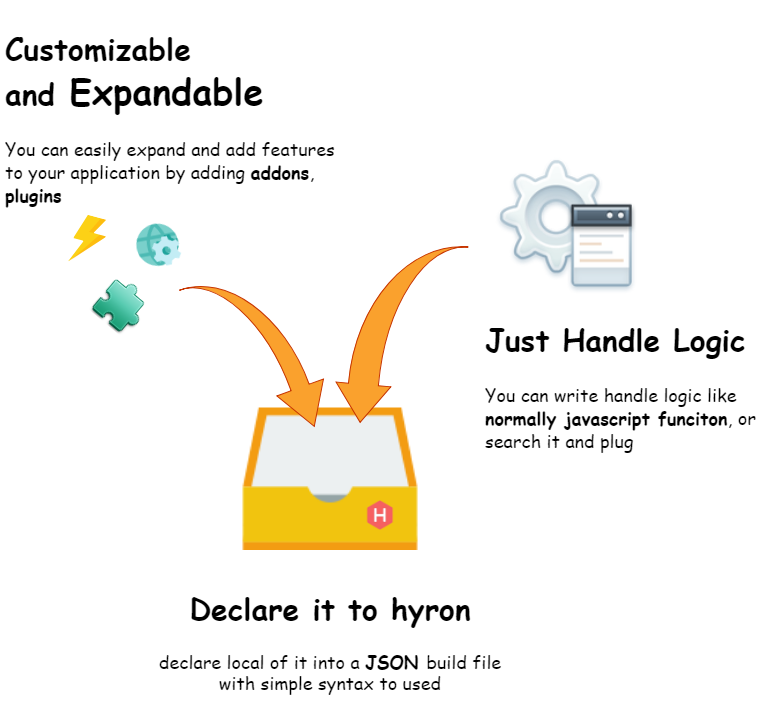 Customizable
and Expandable
You can easily expand and add features
to your application by adding addons,
plugins
Just Handle Logic
You can write handle logic like
normally javascript funciton, or
search it and plug
H
Declare it to hyron
declare local of it into a JSON build file
with simple syntax to used